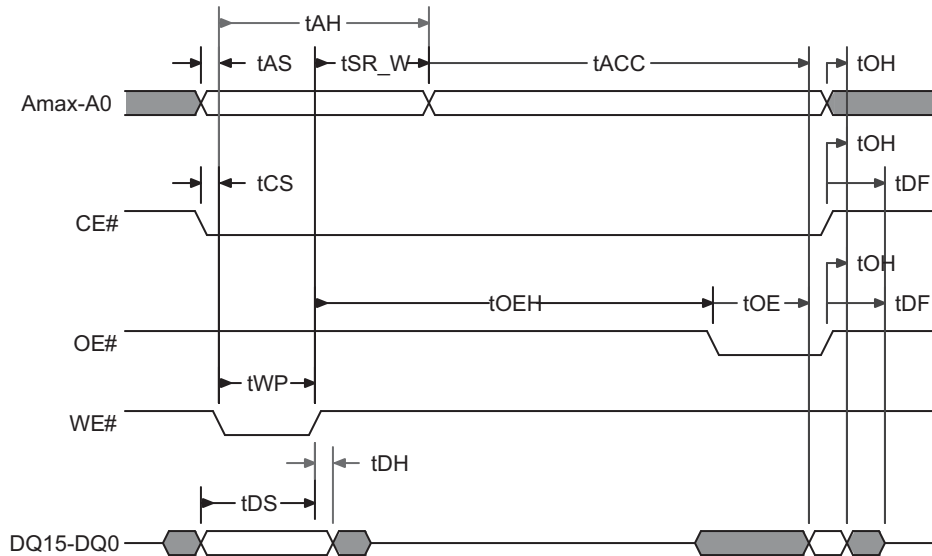 tAH
tAS tSR_W tACC tOH
Amax-A0
tOH
tCS tDF
CE#
tOH
tOEH tOE tDF
OE#
tWP
WE#
tDH
tDS
DQ15-DQ0